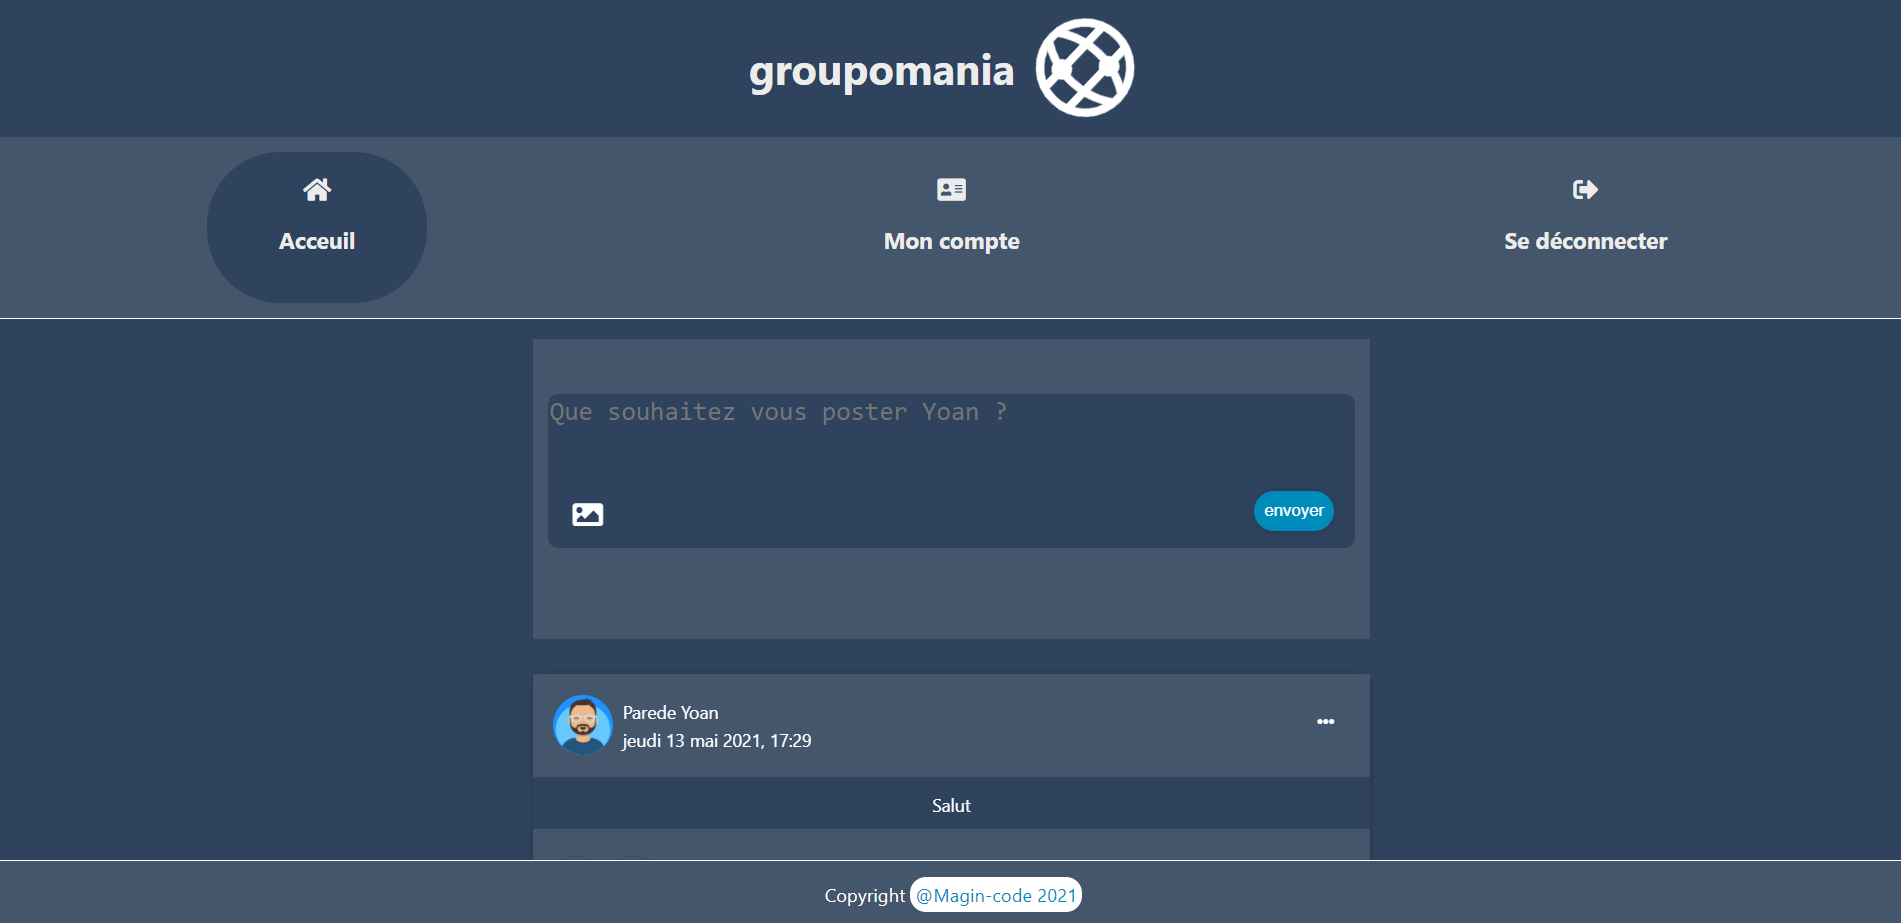 groupomania
Acceuil
Mon compte
Se déconnecter
Que souhaitez vous poster Yoan ?
envoyer
Parede Yoan
jeudi 13 mai 2021, 17:29
Salut
Copyright @Magin-code 2021